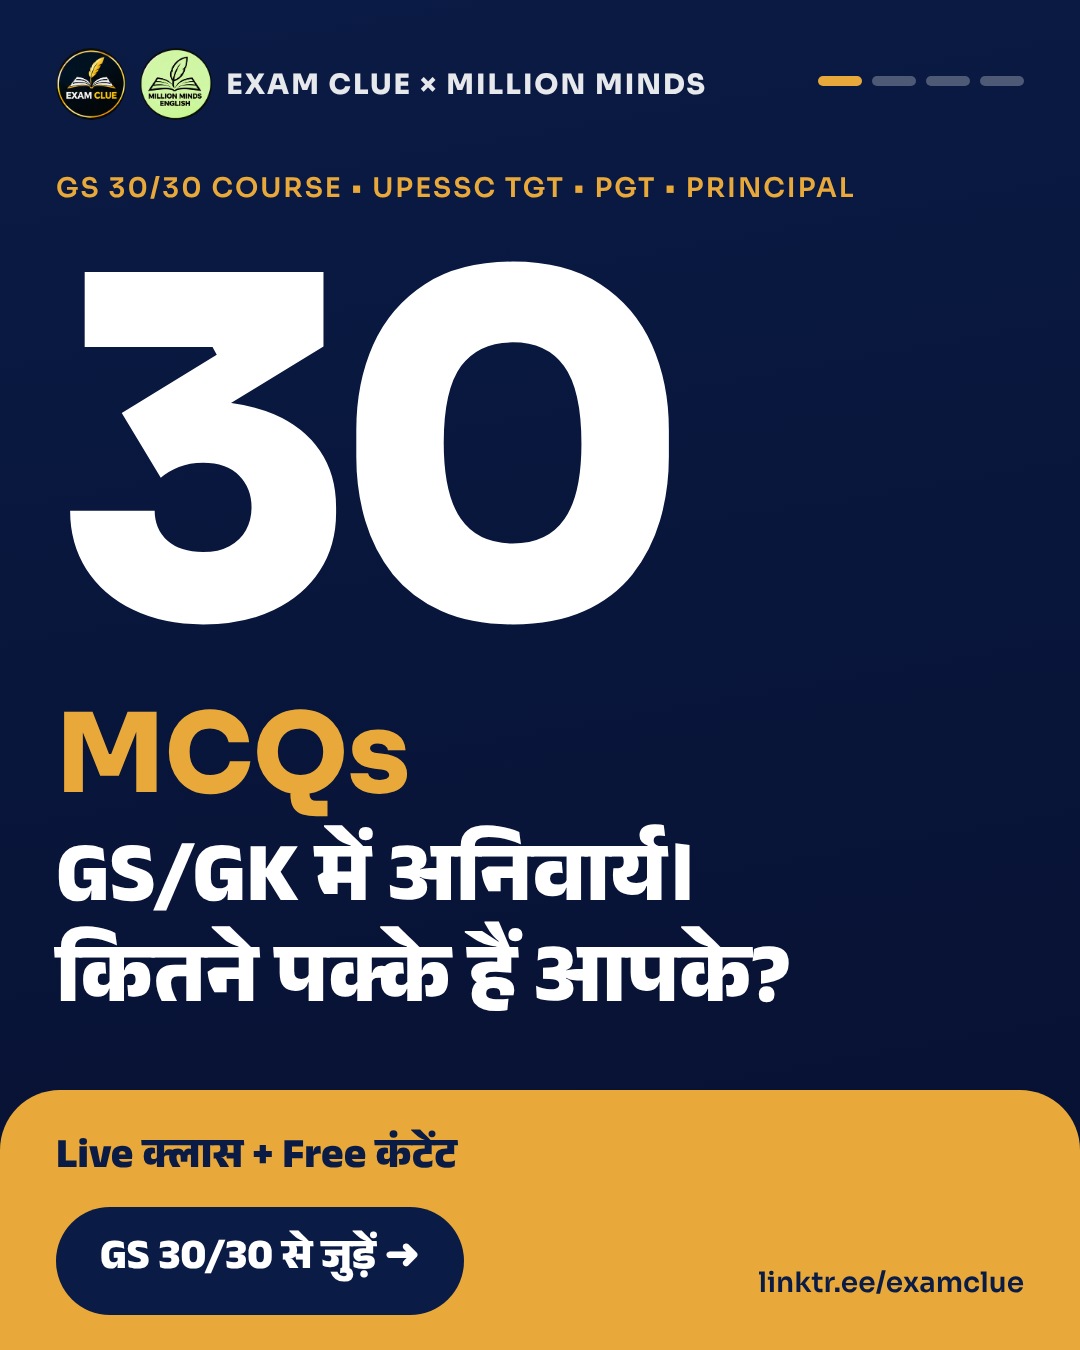 EXAM CLUE
MILLION MINDS
ENGLISH
EXAM CLUE × MILLION MINDS
GS 30/30 COURSE ▪ UPESSC TGT ▪ PGT ▪ PRINCIPAL
30
MCQs
GS/GK में अनिवार्य।
कितने पक्के हैं आपके?
Live क्लास + Free कंटेंट
GS 30/30 से जुड़ें →
linktr.ee/examclue